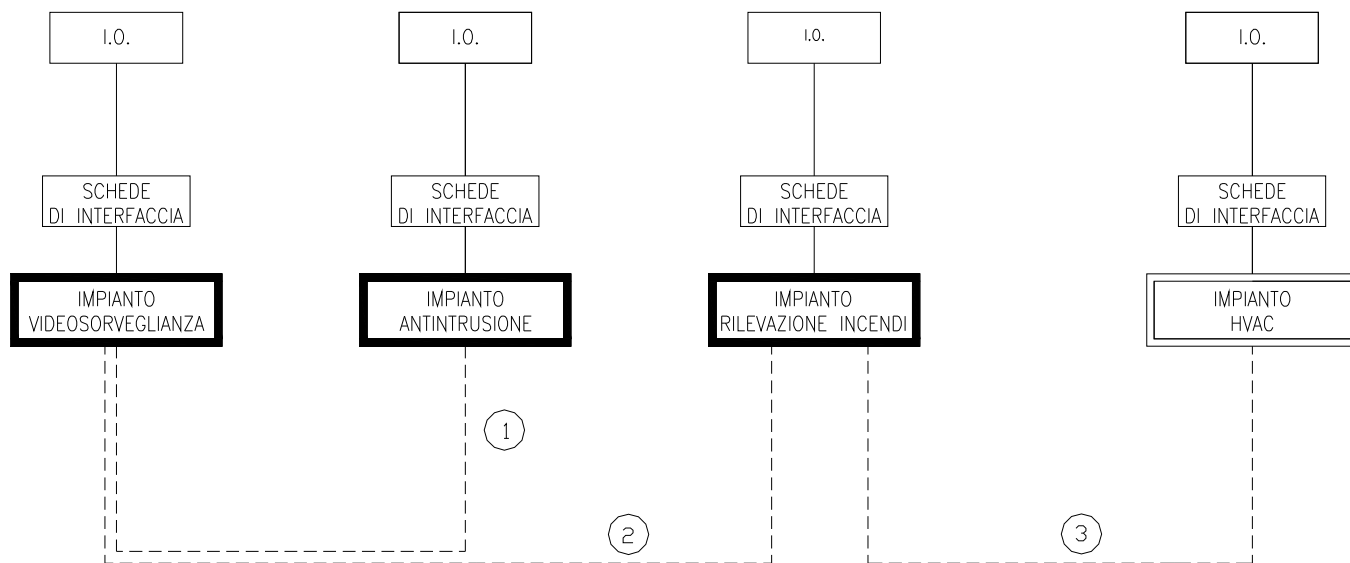 I.O.
I.O.
I.O.
I.O.
SCHEDE
DI INTERFACCIA
SCHEDE
DI INTERFACCIA
SCHEDE
DI INTERFACCIA
SCHEDE
DI INTERFACCIA
IMPIANTO
VIDEOSORVEGLIANZA
IMPIANTO
ANTINTRUSIONE
IMPIANTO
RILEVAZIONE INCENDI
IMPIANTO
HVAC
1
2
3